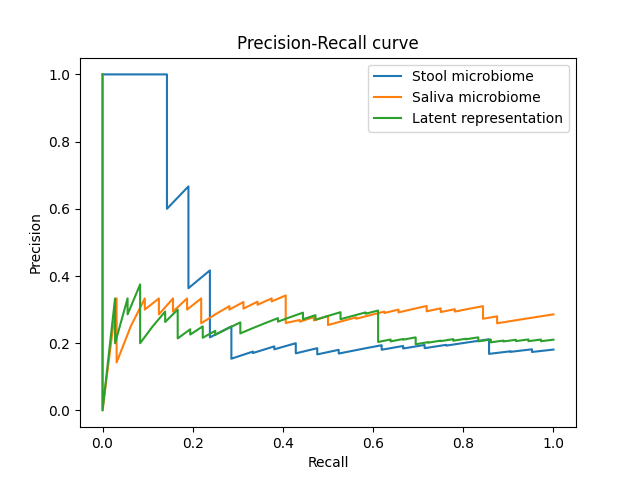 Precision-Recall curve
1.0
0.8
0.6
0.4
0.2
0.0
Precision
Stool microbiome
Saliva microbiome
Latent representation
0.0 0.2 0.4 0.6 0.8 1.0
Recall